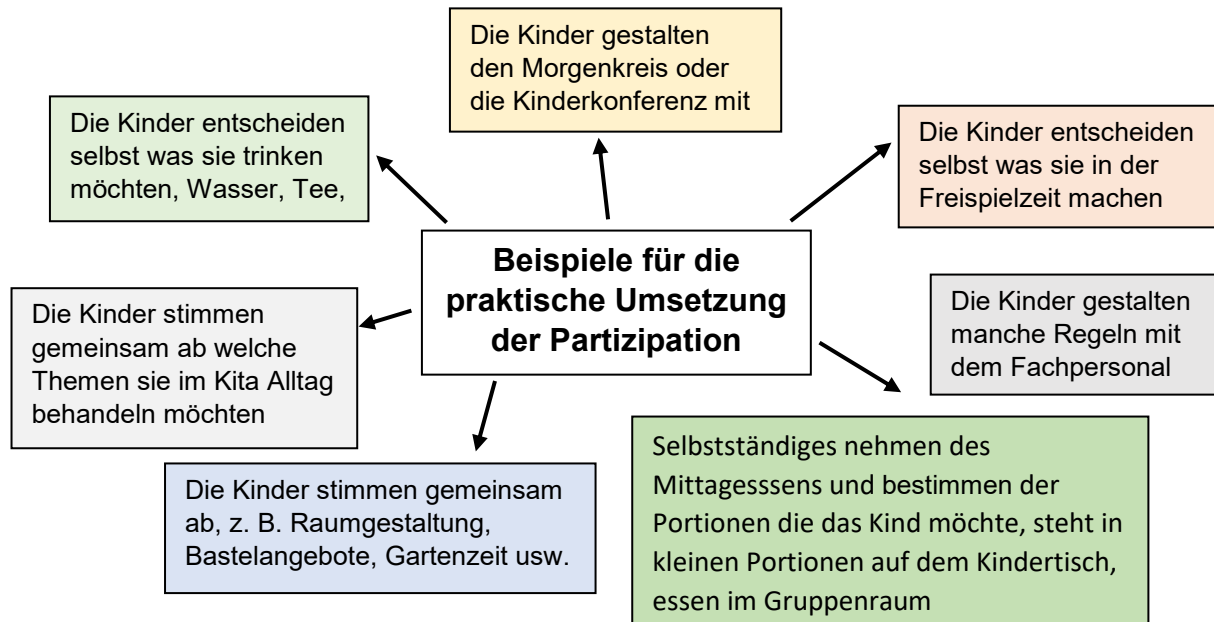 Die Kinder gestalten
den Morgenkreis oder
die Kinderkonferenz mit
Die Kinder entscheiden
selbst was sie trinken
möchten, Wasser, Tee,
Die Kinder entscheiden
selbst was sie in der
Freispielzeit machen
Beispiele für die
praktische Umsetzung
der Partizipation
Die Kinder stimmen
gemeinsam ab welche
Themen sie im Kita Alltag
behandeln möchten
Die Kinder gestalten
manche Regeln mit
dem Fachpersonal
Die Kinder stimmen gemeinsam
ab, z. B. Raumgestaltung,
Bastelangebote, Gartenzeit usw.
Selbstständiges nehmen des
Mittagesssens und bestimmen der
Portionen die das Kind möchte, steht in
kleinen Portionen auf dem Kindertisch,
essen im Gruppenraum